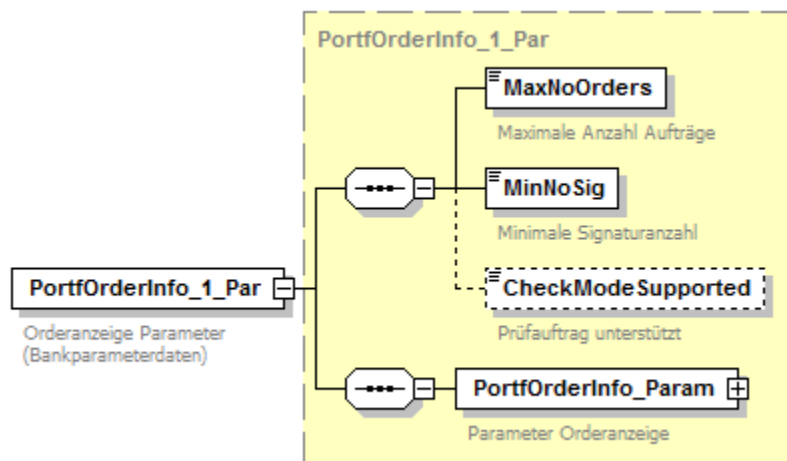 PortfOrderInfo_1_Par
MaxNoOrders
Maximale Anzahl Aufträge
MinNoSig
Minimale Signaturanzahl
CheckModeSupported
Prüfauftrag unterstützt
PortfOrderInfo_1_Par
Orderanzeige Parameter
(Bankparameterdaten)
PortfOrderInfo_Param
Parameter Orderanzeige